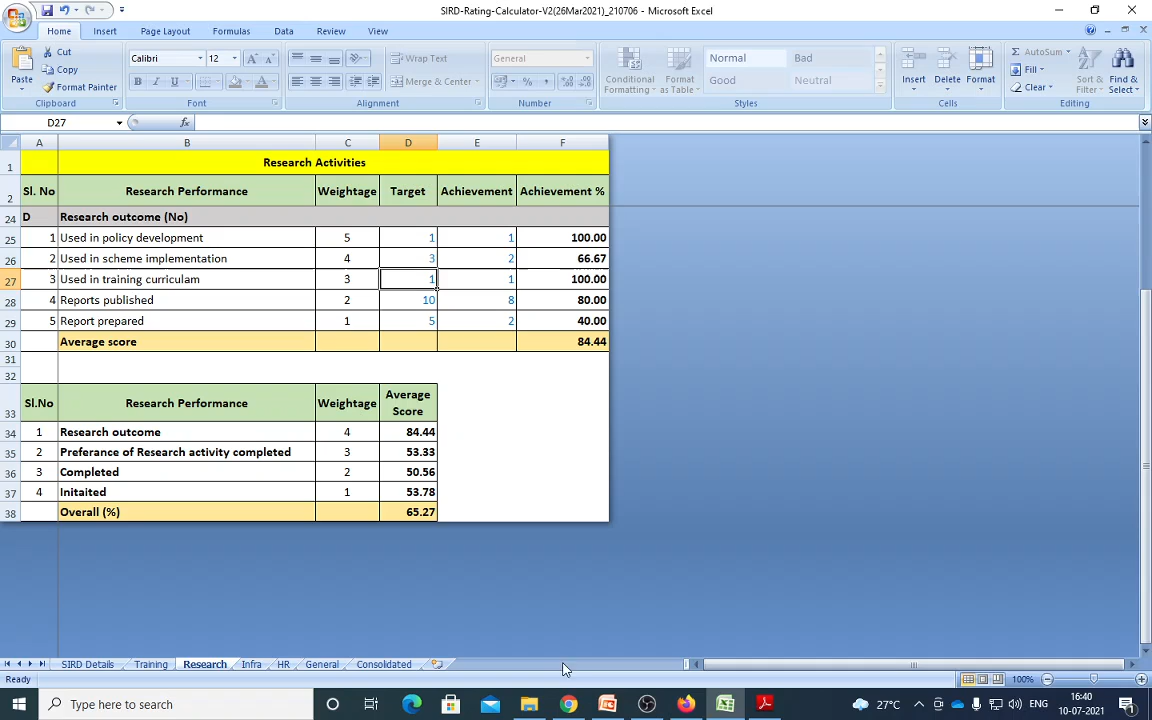 SIRD-Rating-Calculator-V2(26Mar2021)_210706 - Microsoft Excel
Home Insert Page Layout Formulas Data Review View
Paste Cut Copy Format Painter Clipboard
Calibri 12 B I U A A A Font
Wrap Text Merge & Center Alignment
General % , Number
Conditional Formatting Format as Table Normal Bad Good Neutral Styles
Insert Delete Format Cells
Σ AutoSum Fill Clear Sort & Filter Find & Select Editing
D27 fx
A B C D E F
1 Research Activities
2 Sl. No Research Performance Weightage Target Achievement Achievement %
24 D Research outcome (No)
25 1 Used in policy development 5 1 1 100.00
26 2 Used in scheme implementation 4 3 2 66.67
27 3 Used in training curriculam 3 1 1 100.00
28 4 Reports published 2 10 8 80.00
29 5 Report prepared 1 5 2 40.00
30 Average score 84.44
31
32
33 Sl.No Research Performance Weightage Average Score
34 1 Research outcome 4 84.44
35 2 Preferance of Research activity completed 3 53.33
36 3 Completed 2 50.56
37 4 Initaited 1 53.78
38 Overall (%) 65.27
SIRD Details Training Research Infra HR General Consolidated
Ready 100%
Type here to search 27°C ENG 16:40 10-07-2021 1